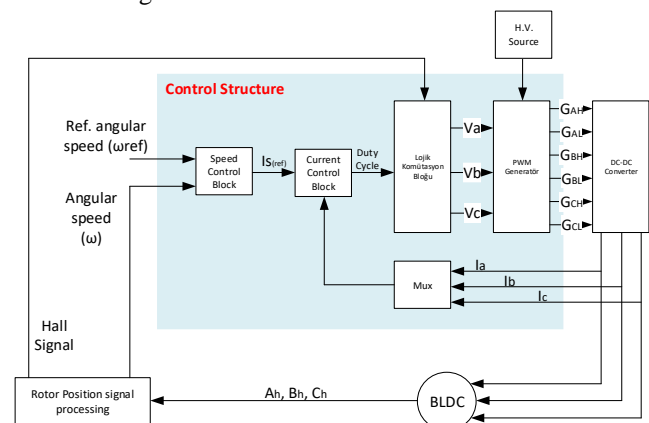 H.V.
Source
Control Structure
Ref. angular
speed (ωref)
Angular
speed
(ω)
Speed
Control
Block
Is(ref)
Current
Control
Block
Duty
Cycle
Lojik
Komütasyon
Bloğu
Va
Vb
Vc
PWM
Generatör
GAH
GAL
GBH
GBL
GCH
GCL
DC-DC
Converter
Mux
Ia
Ib
Ic
Hall
Signal
Rotor Position signal
processing
Ah, Bh, Ch
BLDC